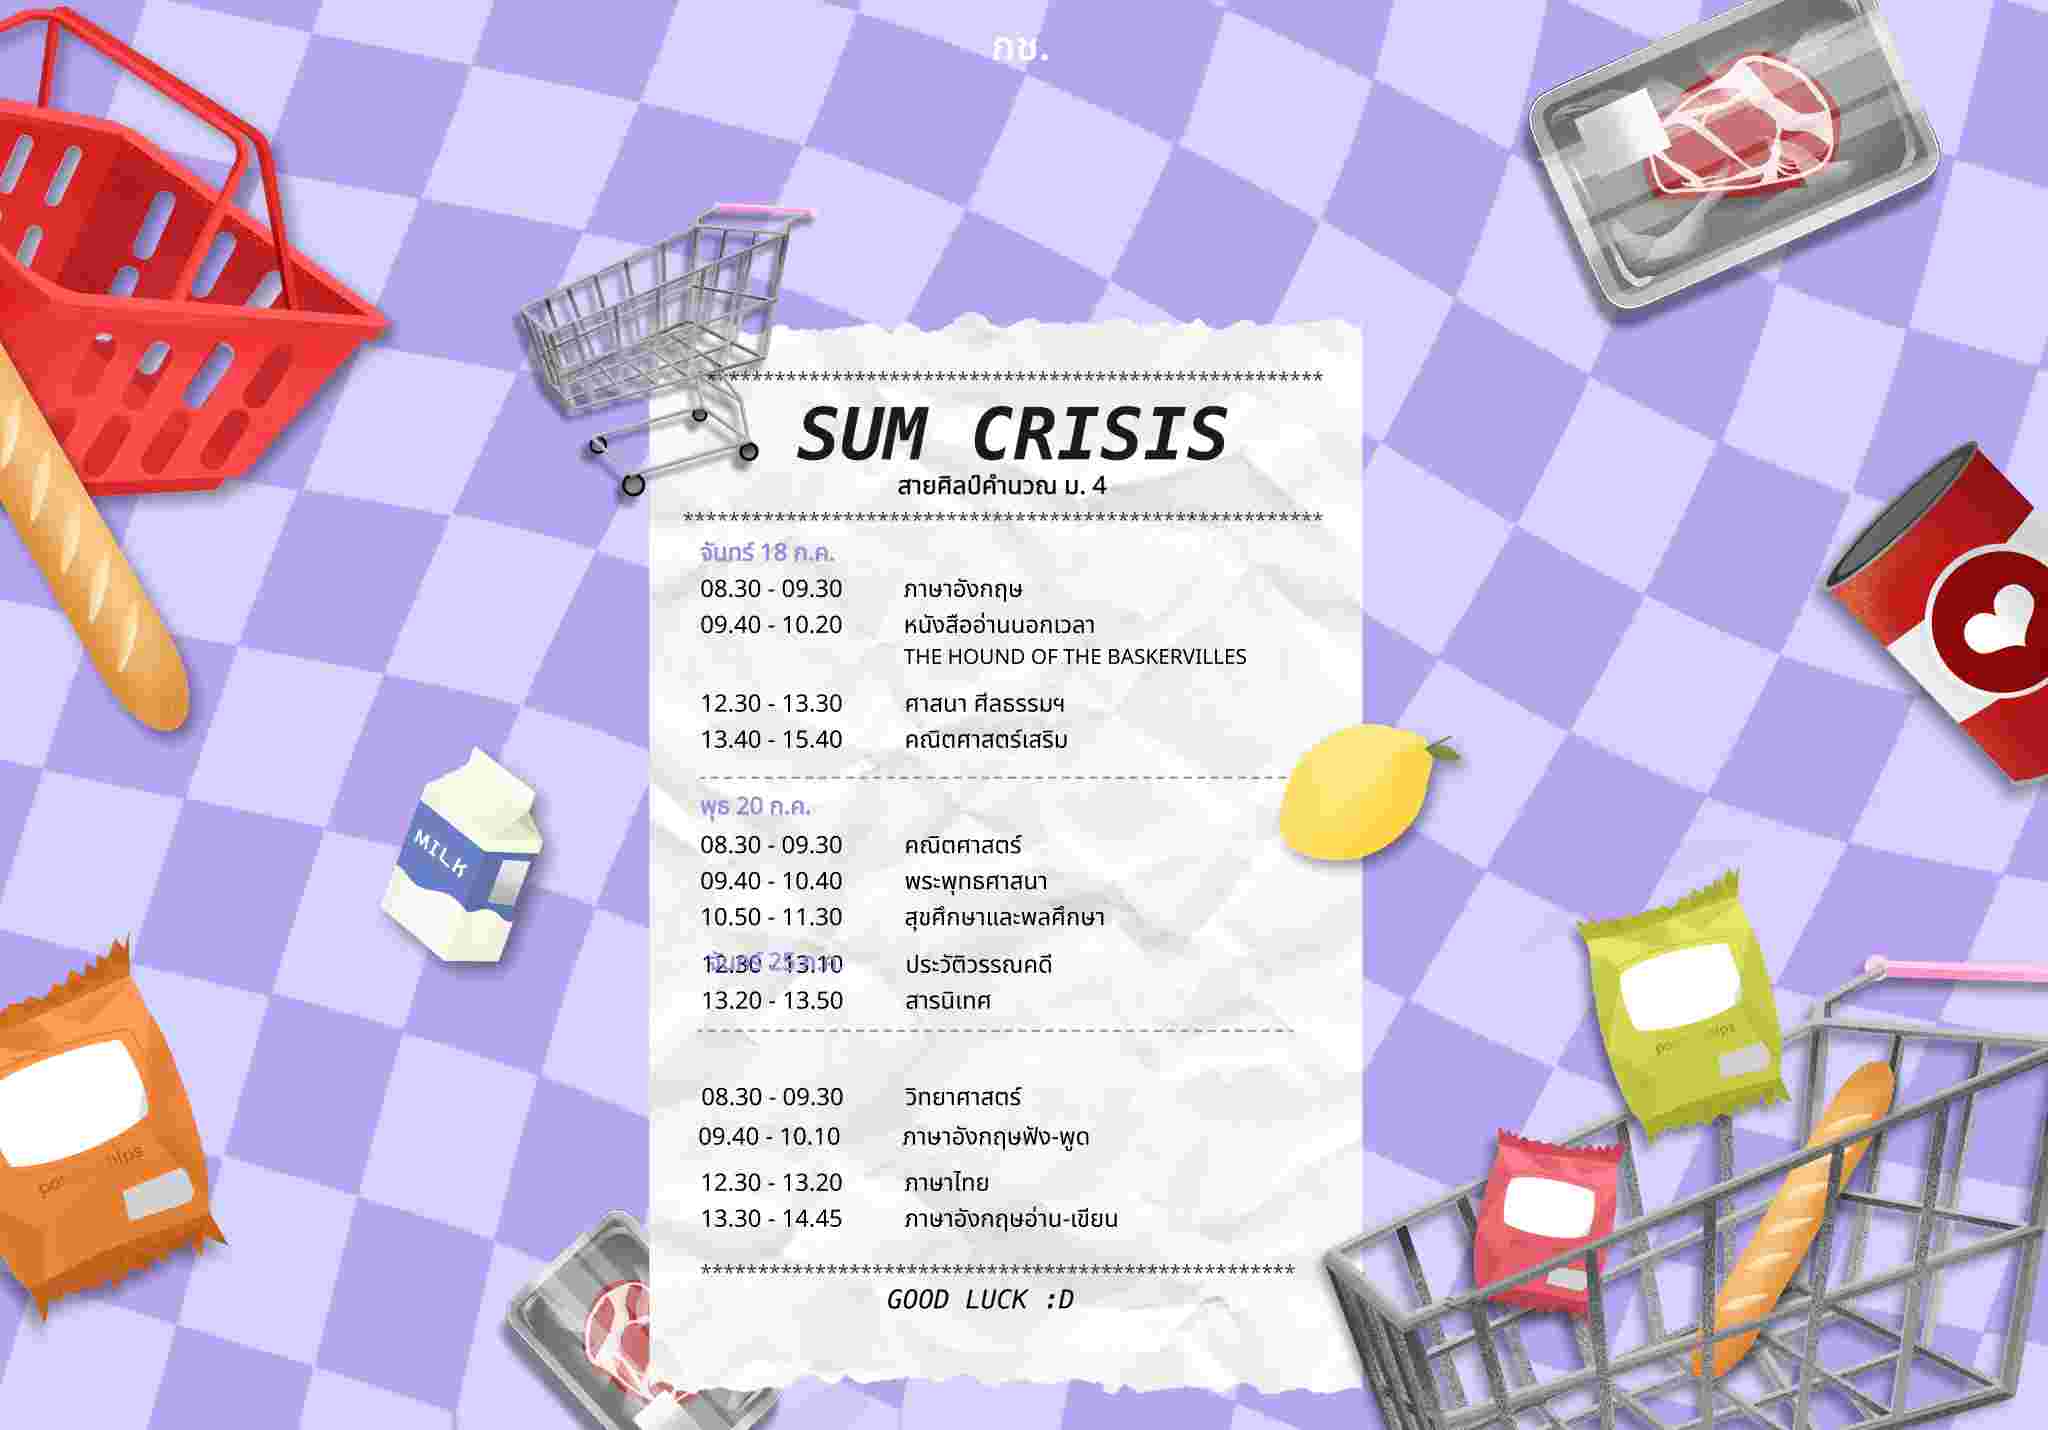 กช.
***************************************************
SUM CRISIS
สายศิลป์คำนวณ ม. 4
***************************************************
จันทร์ 18 ก.ค.
08.30 - 09.30 ภาษาอังกฤษ
09.40 - 10.20 หนังสืออ่านนอกเวลา
THE HOUND OF THE BASKERVILLES
12.30 - 13.30 ศาสนา ศีลธรรมฯ
13.40 - 15.40 คณิตศาสตร์เสริม
พุธ 20 ก.ค.
08.30 - 09.30 คณิตศาสตร์
09.40 - 10.40 พระพุทธศาสนา
10.50 - 11.30 สุขศึกษาและพลศึกษา
จันทร์ 25 ก.ค.
12.30 - 13.10 ประวัติวรรณคดี
13.20 - 13.50 สารนิเทศ
08.30 - 09.30 วิทยาศาสตร์
09.40 - 10.10 ภาษาอังกฤษฟัง-พูด
12.30 - 13.20 ภาษาไทย
13.30 - 14.45 ภาษาอังกฤษอ่าน-เขียน
***************************************************
GOOD LUCK :D
MILK